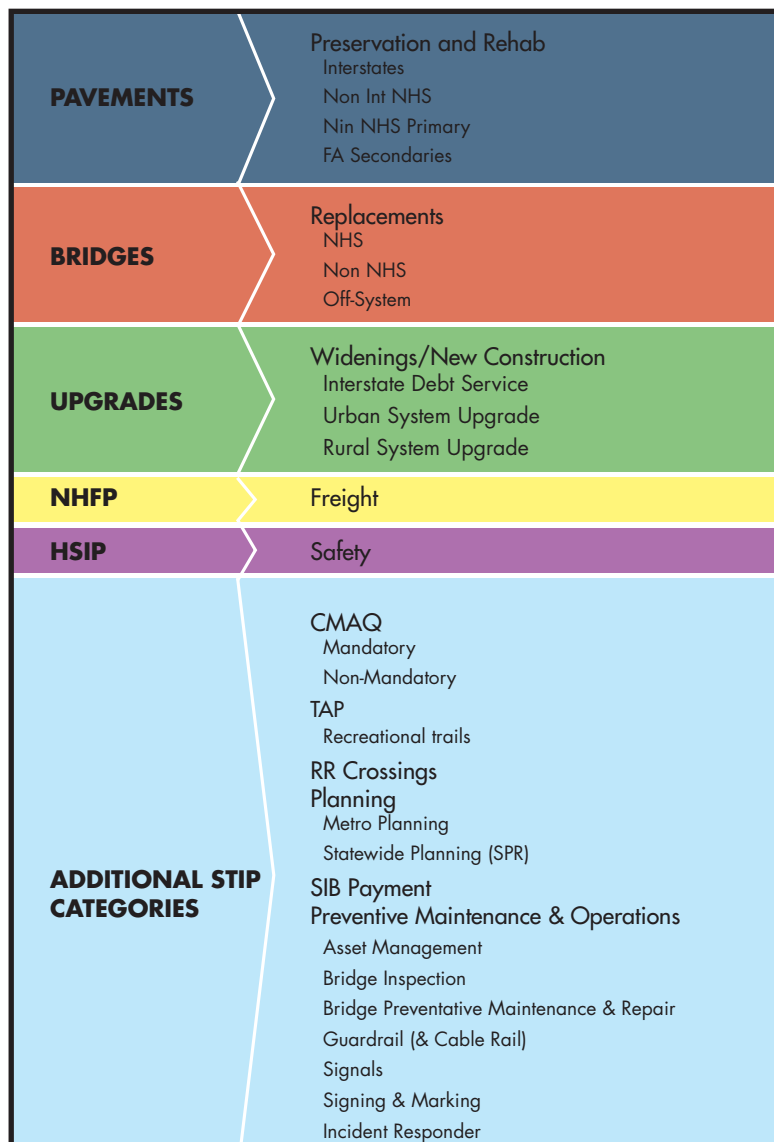 PAVEMENTS
Preservation and Rehab
Interstates
Non Int NHS
Nin NHS Primary
FA Secondaries
BRIDGES
Replacements
NHS
Non NHS
Off-System
UPGRADES
Widenings/New Construction
Interstate Debt Service
Urban System Upgrade
Rural System Upgrade
NHFP
Freight
HSIP
Safety
ADDITIONAL STIP
CATEGORIES
CMAQ
Mandatory
Non-Mandatory
TAP
Recreational trails
RR Crossings
Planning
Metro Planning
Statewide Planning (SPR)
SIB Payment
Preventive Maintenance & Operations
Asset Management
Bridge Inspection
Bridge Preventative Maintenance & Repair
Guardrail (& Cable Rail)
Signals
Signing & Marking
Incident Responder